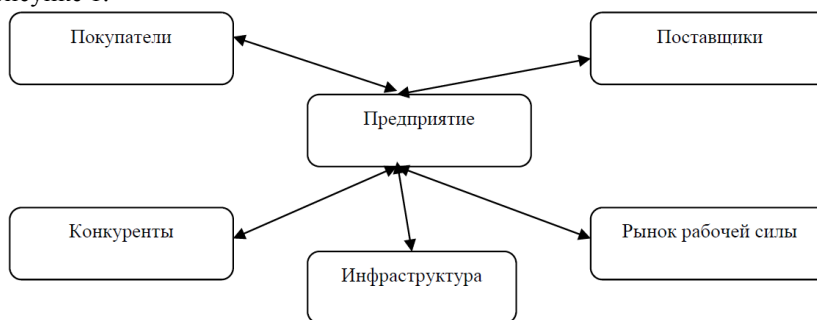 Покупатели
Поставщики
Предприятие
Конкуренты
Рынок рабочей силы
Инфраструктура